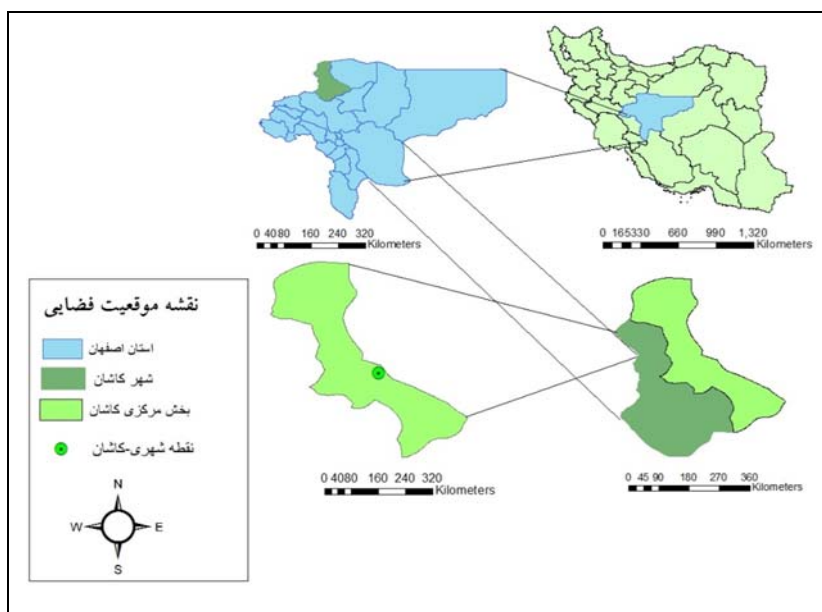 0 4080 160 240 320
Kilometers
0 165330 660 990 1,320
Kilometers
نقشه موقعیت فضایی
استان اصفهان
شهر کاشان
بخش مرکزی کاشان
نقطه شهری-کاشان
N
W E
S
0 4080 160 240 320
Kilometers
0 45 90 180 270 360
Kilometers